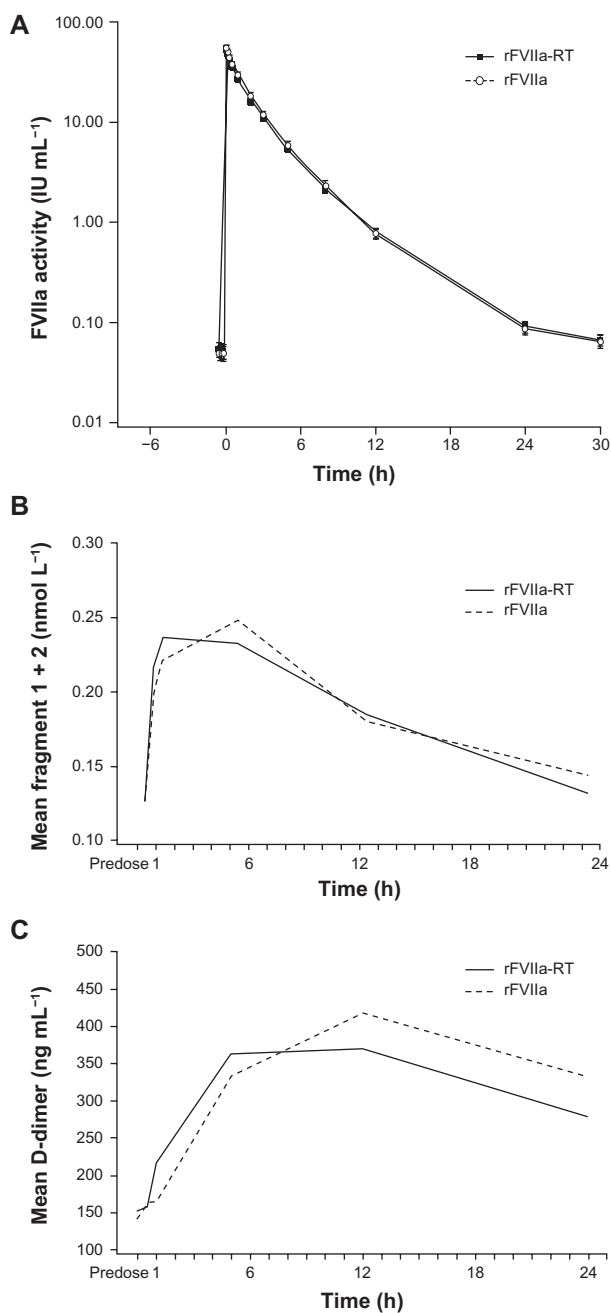 A
FVIIa activity (IU mL⁻¹)
100.00
10.00
1.00
0.10
0.01
rFVIIa-RT
rFVIIa
−6 0 6 12 18 24 30
Time (h)
B
Mean fragment 1 + 2 (nmol L⁻¹)
0.30
0.25
0.20
0.15
0.10
rFVIIa-RT
rFVIIa
Predose 1 6 12 18 24
Time (h)
C
Mean D-dimer (ng mL⁻¹)
500
450
400
350
300
250
200
150
100
rFVIIa-RT
rFVIIa
Predose 1 6 12 18 24
Time (h)